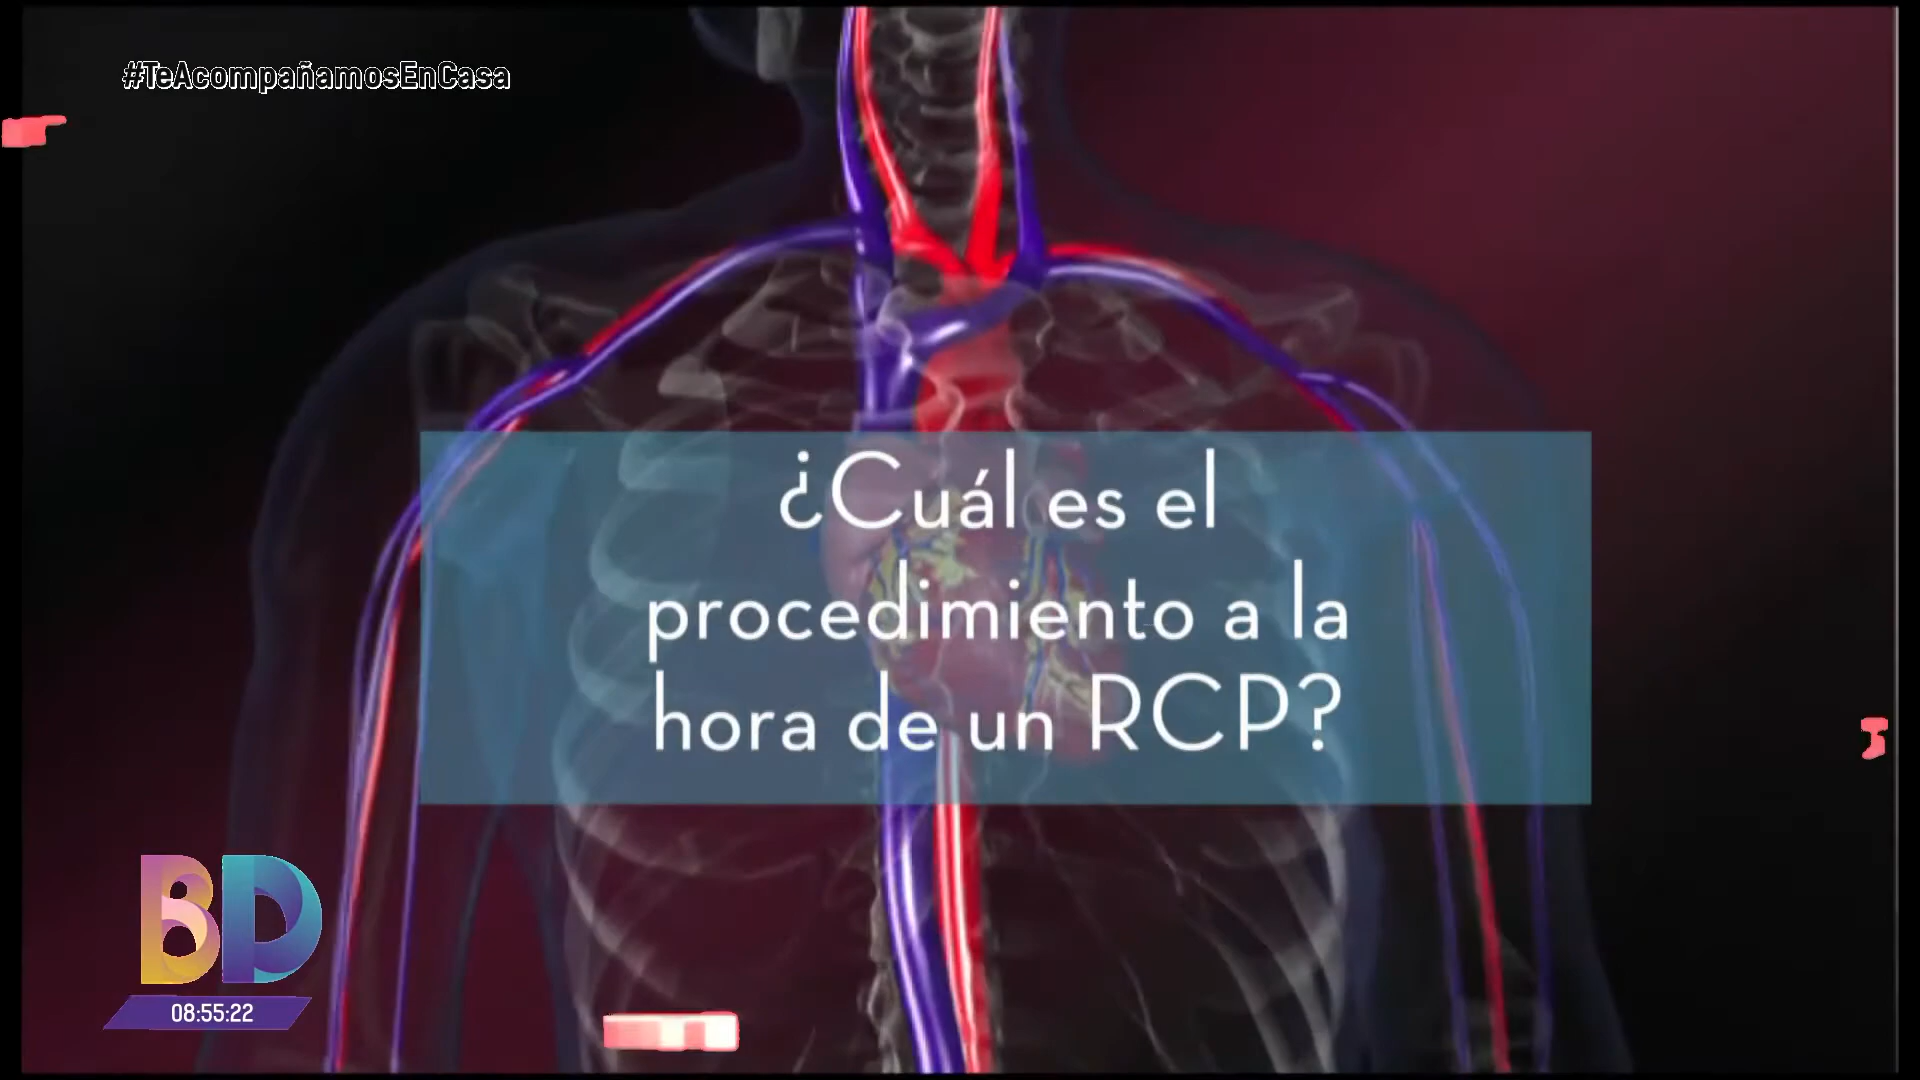 #TeAcompañamosEnCasa
¿Cuál es el
procedimiento a la
hora de un RCP?
BD
08:55:22